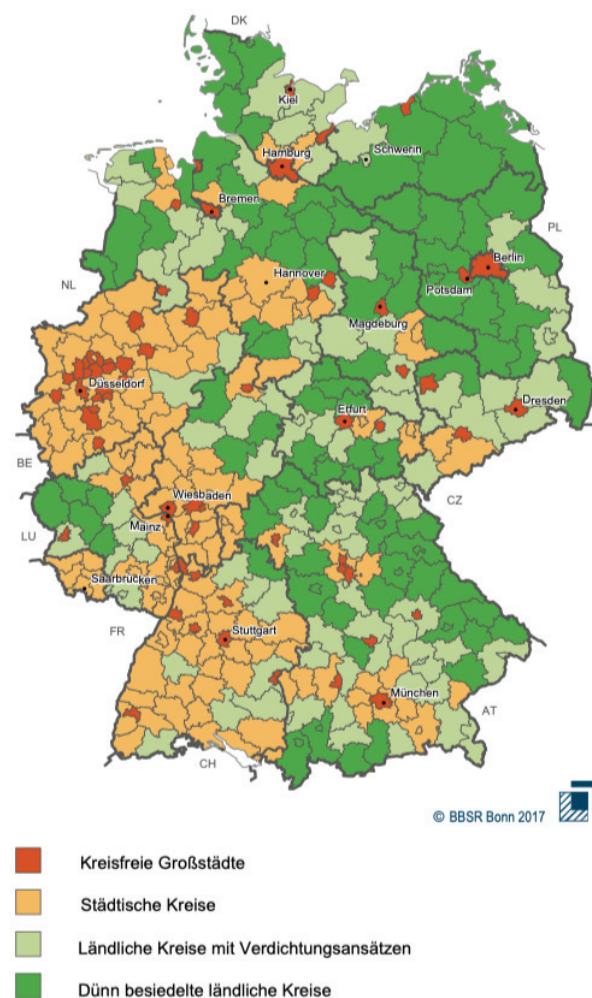 DK
Kiel
Schwerin
Hamburg
Bremen
PL
Berlin
Hannover
Potsdam
NL
Magdeburg
Düsseldorf
Dresden
Erfurt
BE
Wiesbaden
CZ
Mainz
LU
Saarbrücken
FR
Stuttgart
München
AT
CH
© BBSR Bonn 2017
Kreisfreie Großstädte
Städtische Kreise
Ländliche Kreise mit Verdichtungsansätzen
Dünn besiedelte ländliche Kreise